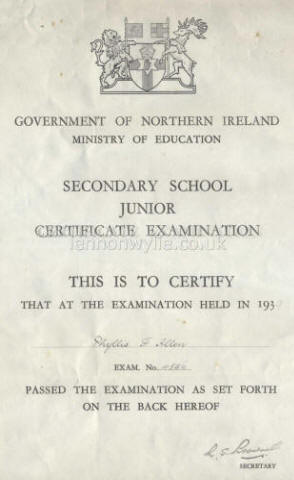 GOVERNMENT OF NORTHERN IRELAND
MINISTRY OF EDUCATION
SECONDARY SCHOOL
JUNIOR
CERTIFICATE EXAMINATION
lennonwylie.co.uk
THIS IS TO CERTIFY
THAT AT THE EXAMINATION HELD IN 193
Phyllis F Allen
EXAM. No.
PASSED THE EXAMINATION AS SET FORTH
ON THE BACK HEREOF
SECRETARY